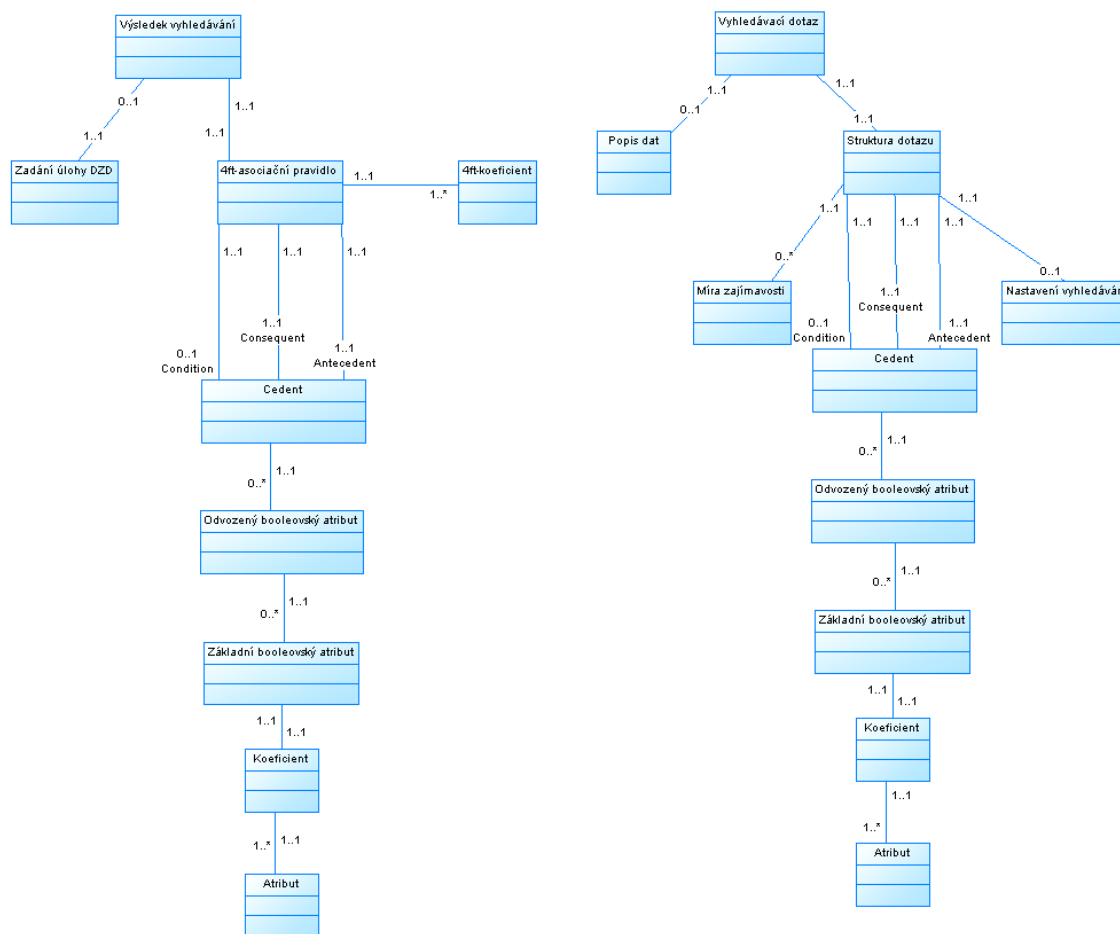 Výsledek vyhledávání
0..1
1..1
1..1
1..1
Zadání úlohy DZD
4ft-asociační pravidlo
1..1
1..*
4ft-koeficient
1..1
1..1
1..1
1..1
Consequent
0..1
Condition
1..1
Antecedent
Cedent
1..1
0..*
Odvozený booleovský atribut
1..1
0..*
Základní booleovský atribut
1..1
1..1
Koeficient
1..*
1..1
Atribut
Vyhledávací dotaz
0..1
1..1
1..1
1..1
Popis dat
Struktura dotazu
1..1
1..1
1..1
1..1
1..1
0..*
0..1
Míra zajímavosti
Nastavení vyhledáván
1..1
Consequent
0..1
Condition
1..1
Antecedent
Cedent
1..1
0..*
Odvozený booleovský atribut
1..1
0..*
Základní booleovský atribut
1..1
1..1
Koeficient
1..1
1..*
Atribut